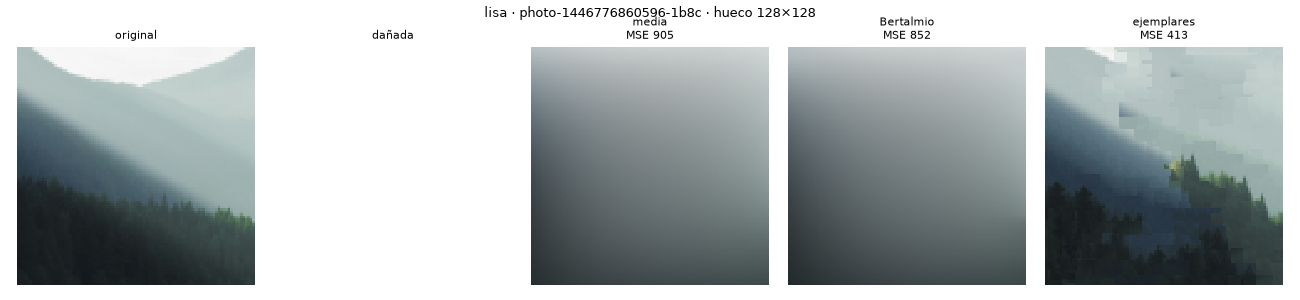 lisa · photo-1446776860596-1b8c · hueco 128×128
original
dañada
media
MSE 905
Bertalmio
MSE 852
ejemplares
MSE 413